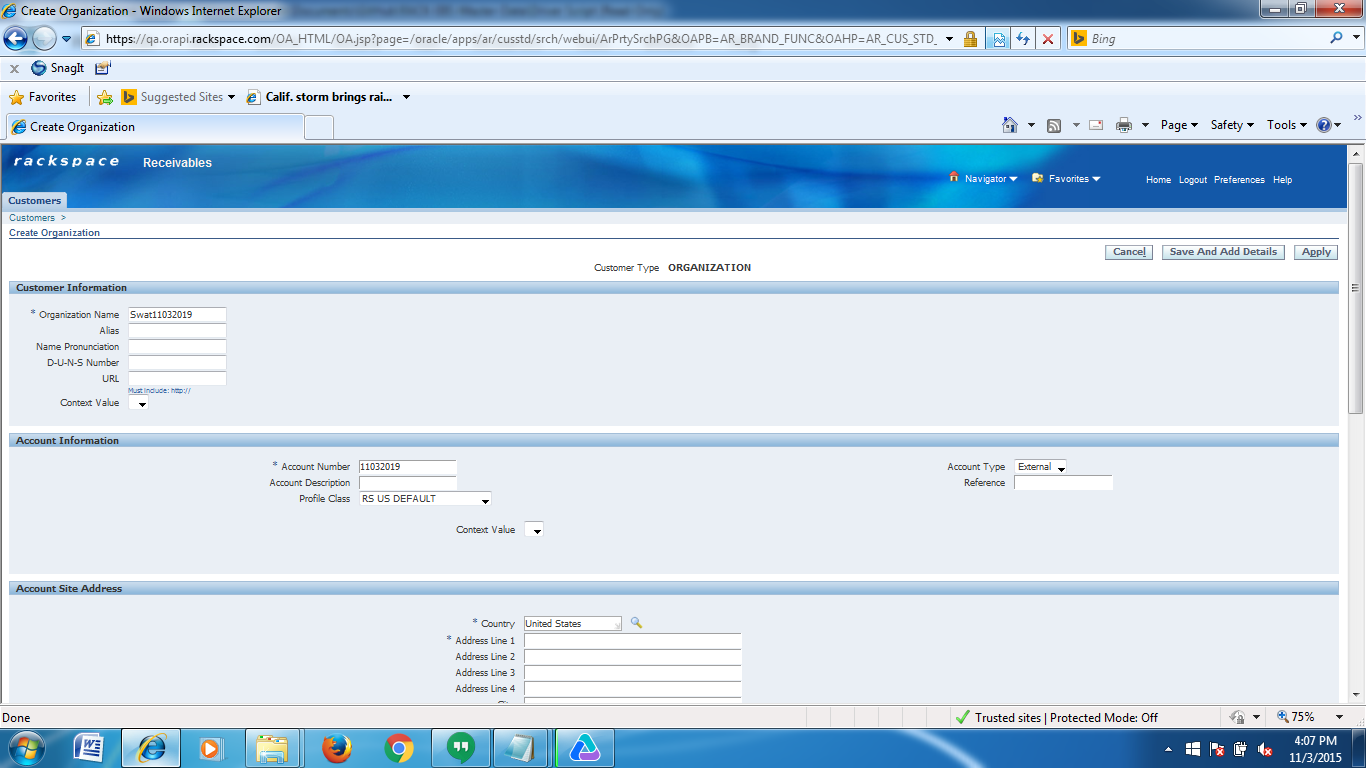 Create Organization - Windows Internet Explorer
https://qa.orapi.rackspace.com/OA_HTML/OA.jsp?page=/oracle/apps/ar/cusstd/srch/webui/ArPrtySrchPG&OAPB=AR_BRAND_FUNC&OAHP=AR_CUS_STD_
Bing
x SnagIt
Favorites Suggested Sites Calif. storm brings rai...
Create Organization
Page Safety Tools
rackspace Receivables
Navigator Favorites Home Logout Preferences Help
Customers
Customers >
Create Organization
Cancel Save And Add Details Apply
Customer Type ORGANIZATION
Customer Information
* Organization Name Swat11032019
Alias
Name Pronunciation
D-U-N-S Number
URL
Must Include: http://
Context Value
Account Information
* Account Number 11032019 Account Type External
Account Description Reference
Profile Class RS US DEFAULT
Context Value
Account Site Address
* Country United States
* Address Line 1
Address Line 2
Address Line 3
Address Line 4
Done Trusted sites | Protected Mode: Off 75%
4:07 PM
11/3/2015